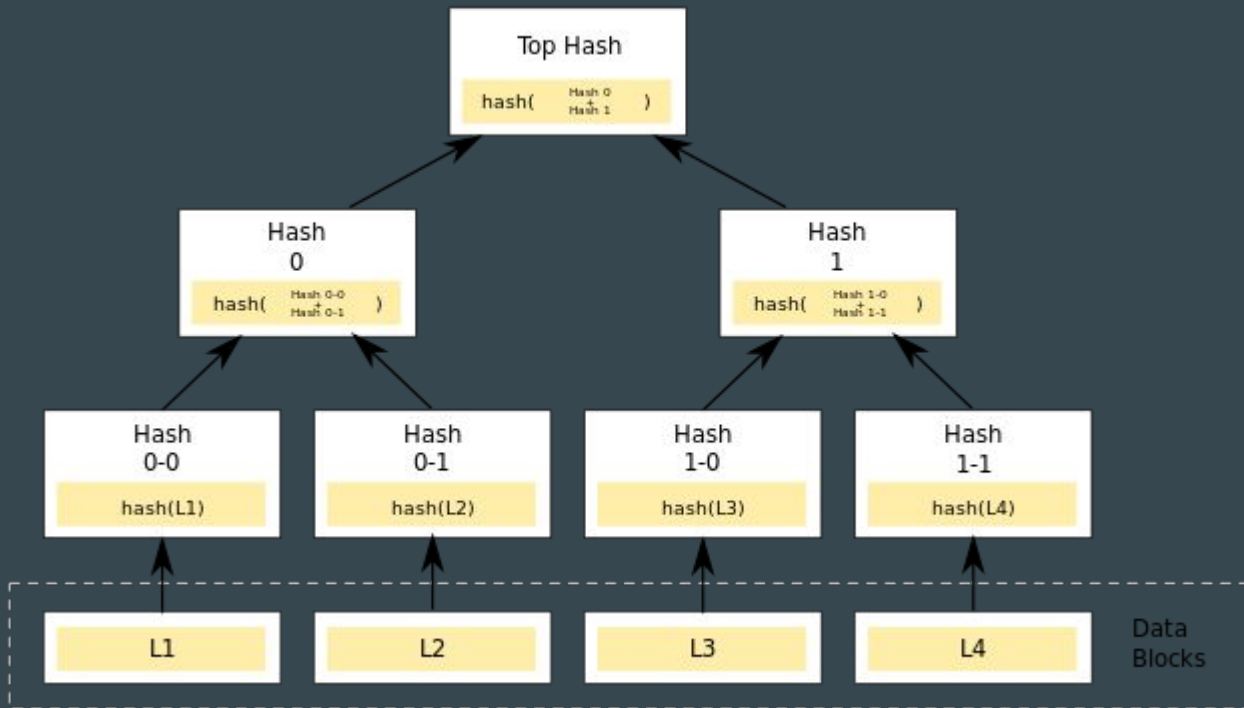 Top Hash
hash( Hash 0 + Hash 1 )
Hash
0
hash( Hash 0-0 + Hash 0-1 )
Hash
1
hash( Hash 1-0 + Hash 1-1 )
Hash
0-0
hash(L1)
Hash
0-1
hash(L2)
Hash
1-0
hash(L3)
Hash
1-1
hash(L4)
L1
L2
L3
L4
Data
Blocks